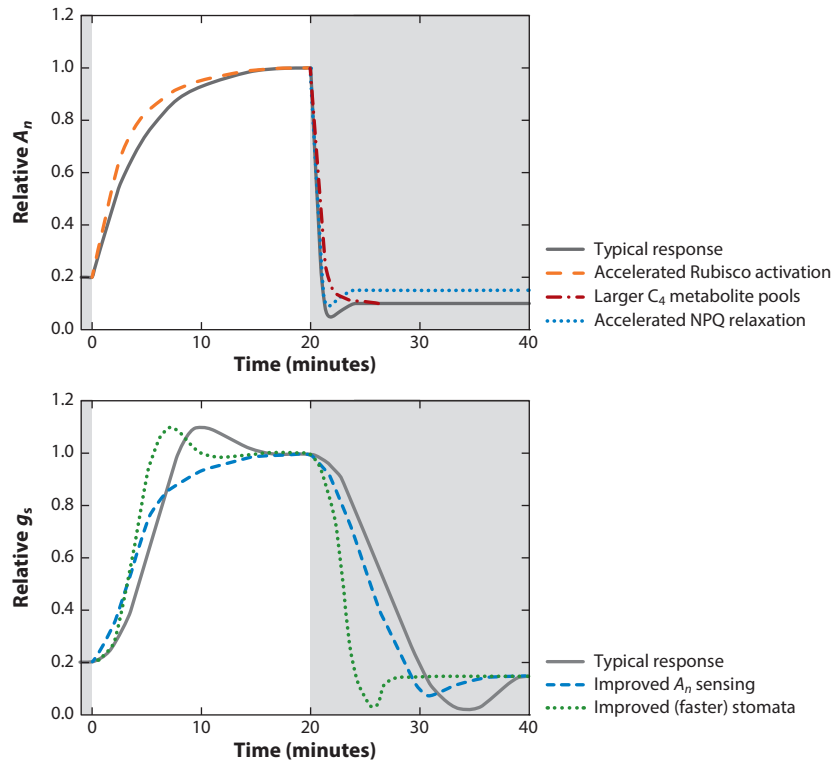 1.2
1.0
0.8
0.6
0.4
0.2
0.0
Relative Aₙ
0
10
20
30
40
Time (minutes)
Typical response
Accelerated Rubisco activation
Larger C₄ metabolite pools
Accelerated NPQ relaxation
1.2
1.0
0.8
0.6
0.4
0.2
0.0
Relative gₛ
0
10
20
30
40
Time (minutes)
Typical response
Improved Aₙ sensing
Improved (faster) stomata